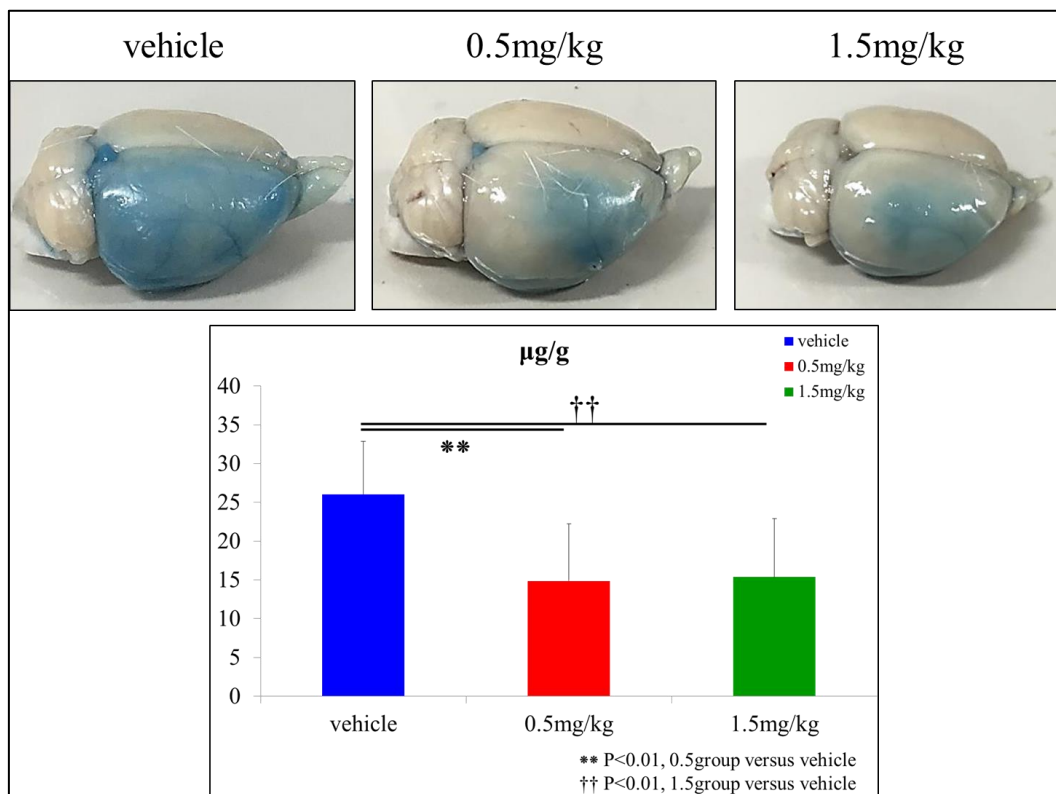 vehicle
0.5mg/kg
1.5mg/kg
µg/g
vehicle
0.5mg/kg
1.5mg/kg
40
35
30
25
20
15
10
5
0
††
**
vehicle
0.5mg/kg
1.5mg/kg
** P<0.01, 0.5group versus vehicle
†† P<0.01, 1.5group versus vehicle